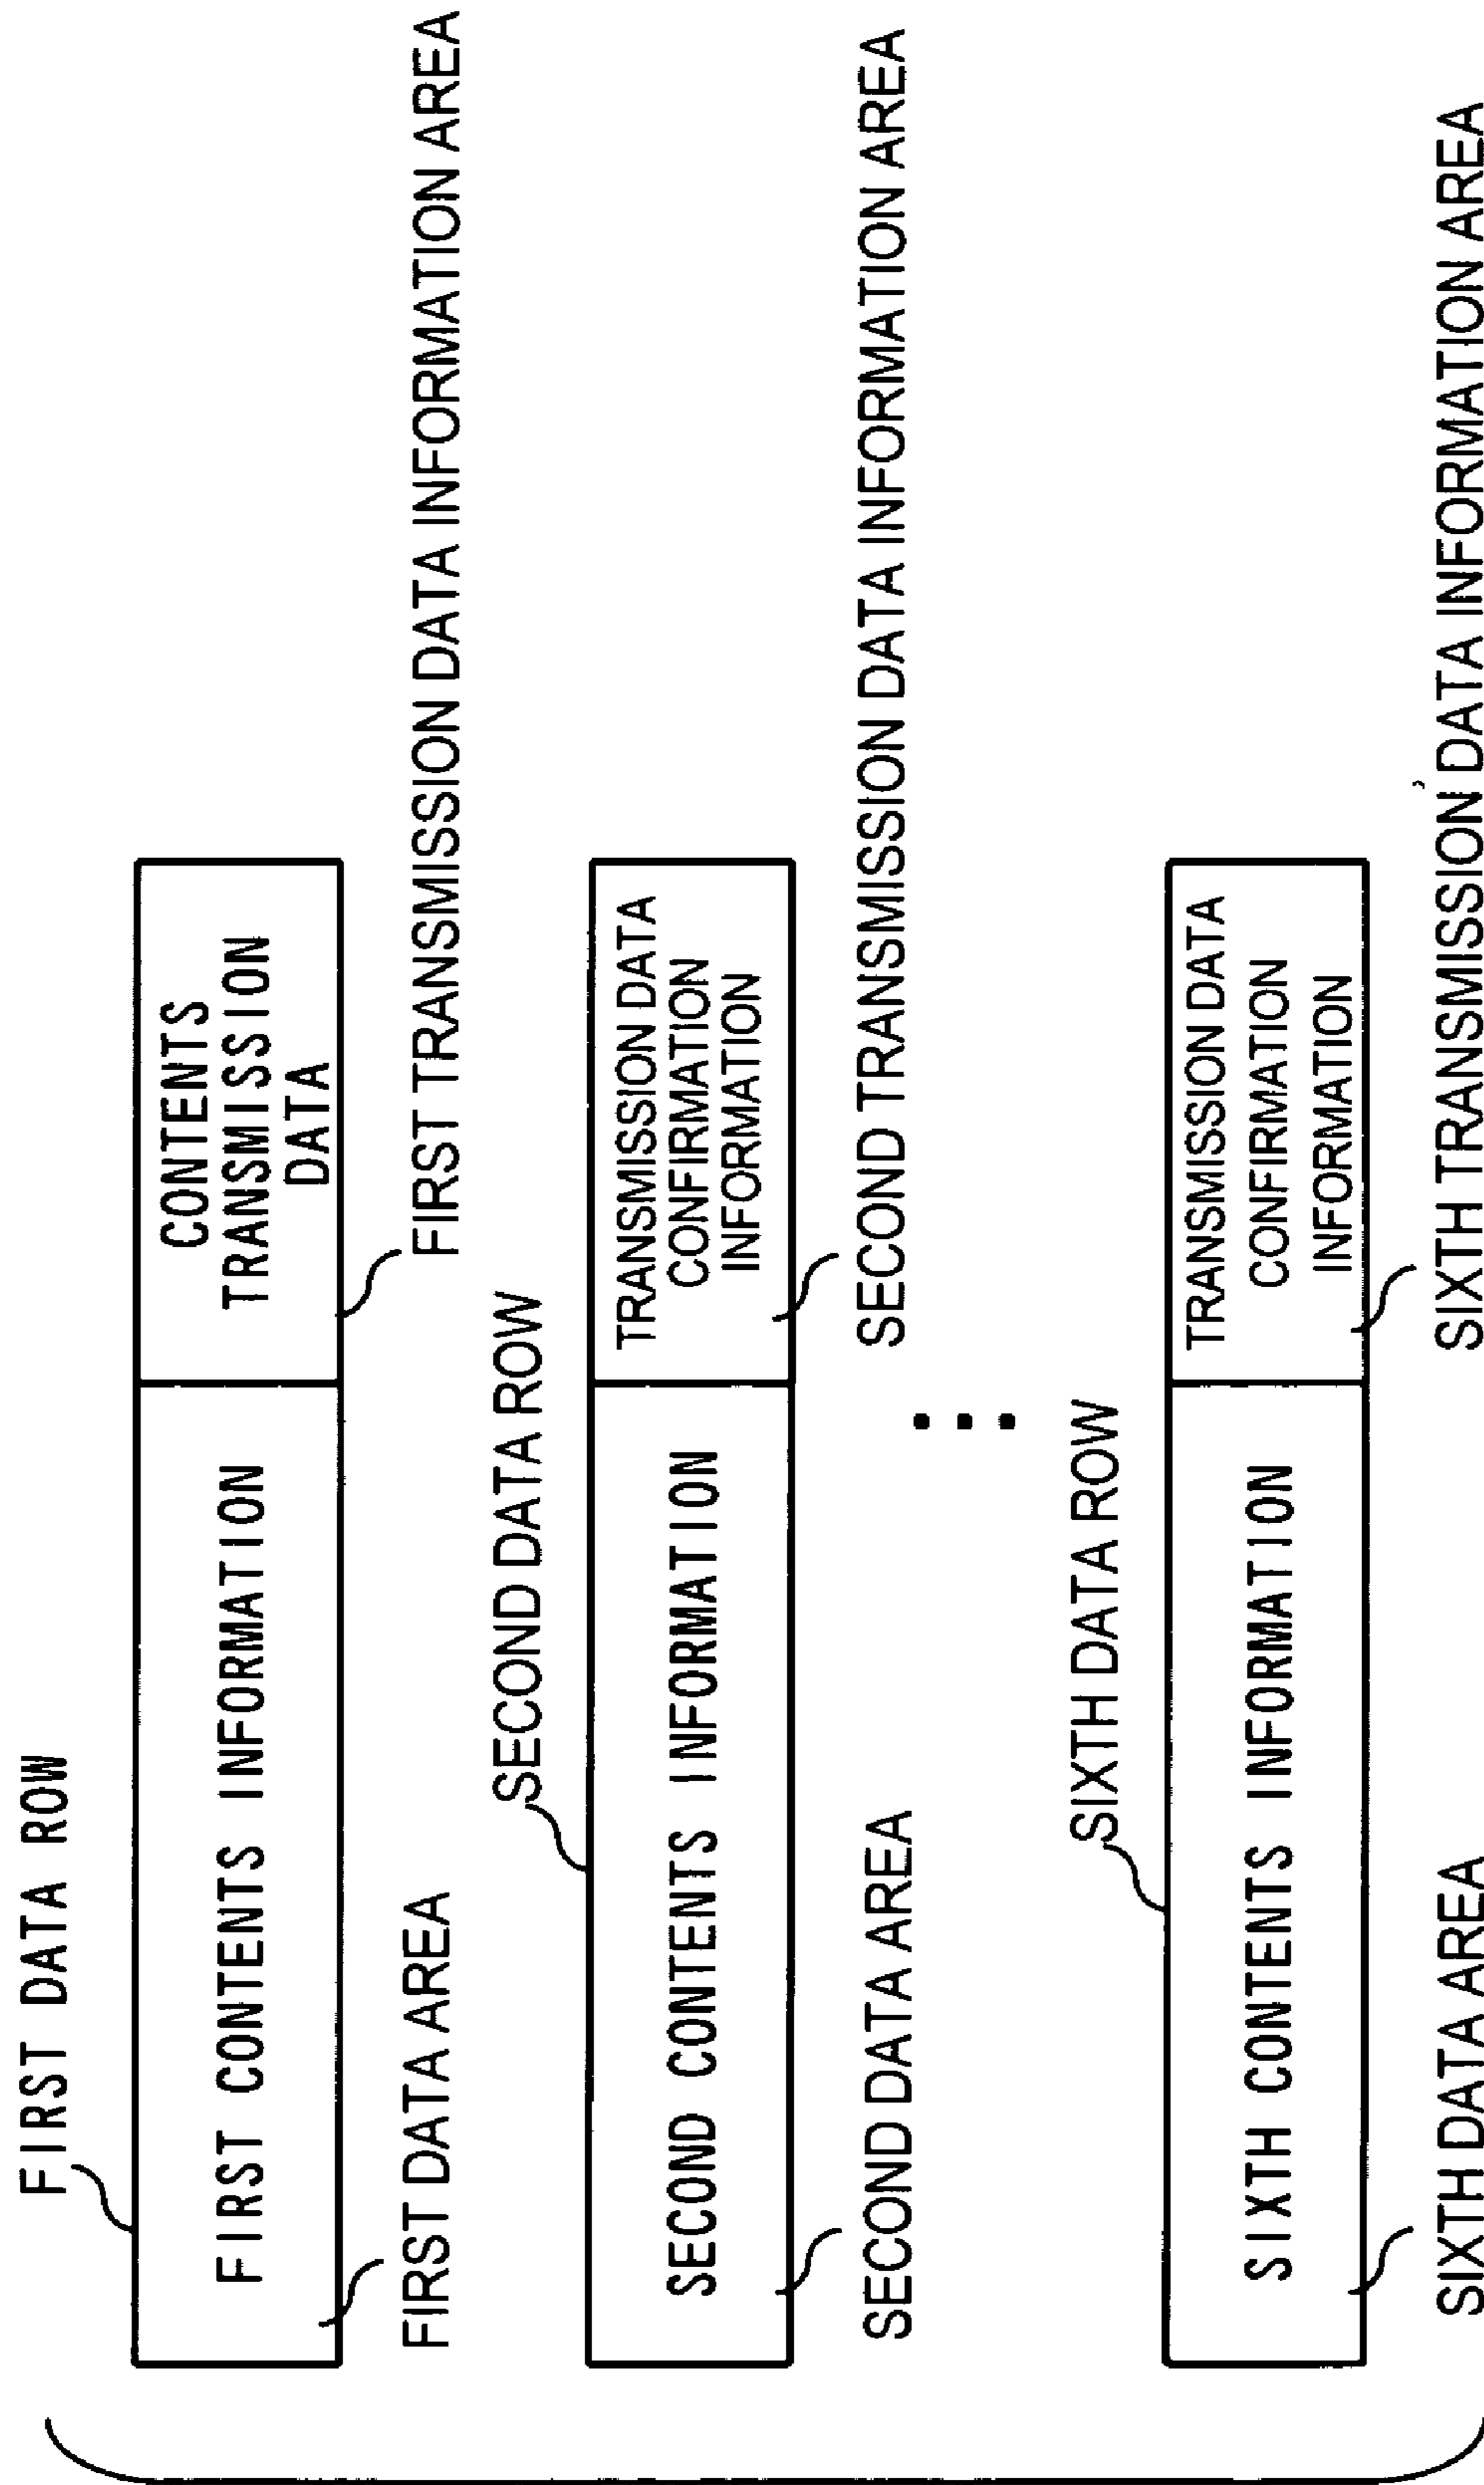 FIRST DATA ROW
FIRST CONTENTS INFORMATION
CONTENTS
TRANSMISSION
DATA
FIRST DATA AREA
FIRST TRANSMISSION DATA INFORMATION AREA
SECOND DATA ROW
SECOND CONTENTS INFORMATION
TRANSMISSION DATA
CONFIRMATION
INFORMATION
SECOND DATA AREA
SECOND TRANSMISSION DATA INFORMATION AREA
SIXTH DATA ROW
SIXTH CONTENTS INFORMATION
TRANSMISSION DATA
CONFIRMATION
INFORMATION
SIXTH DATA AREA
SIXTH TRANSMISSION DATA INFORMATION AREA